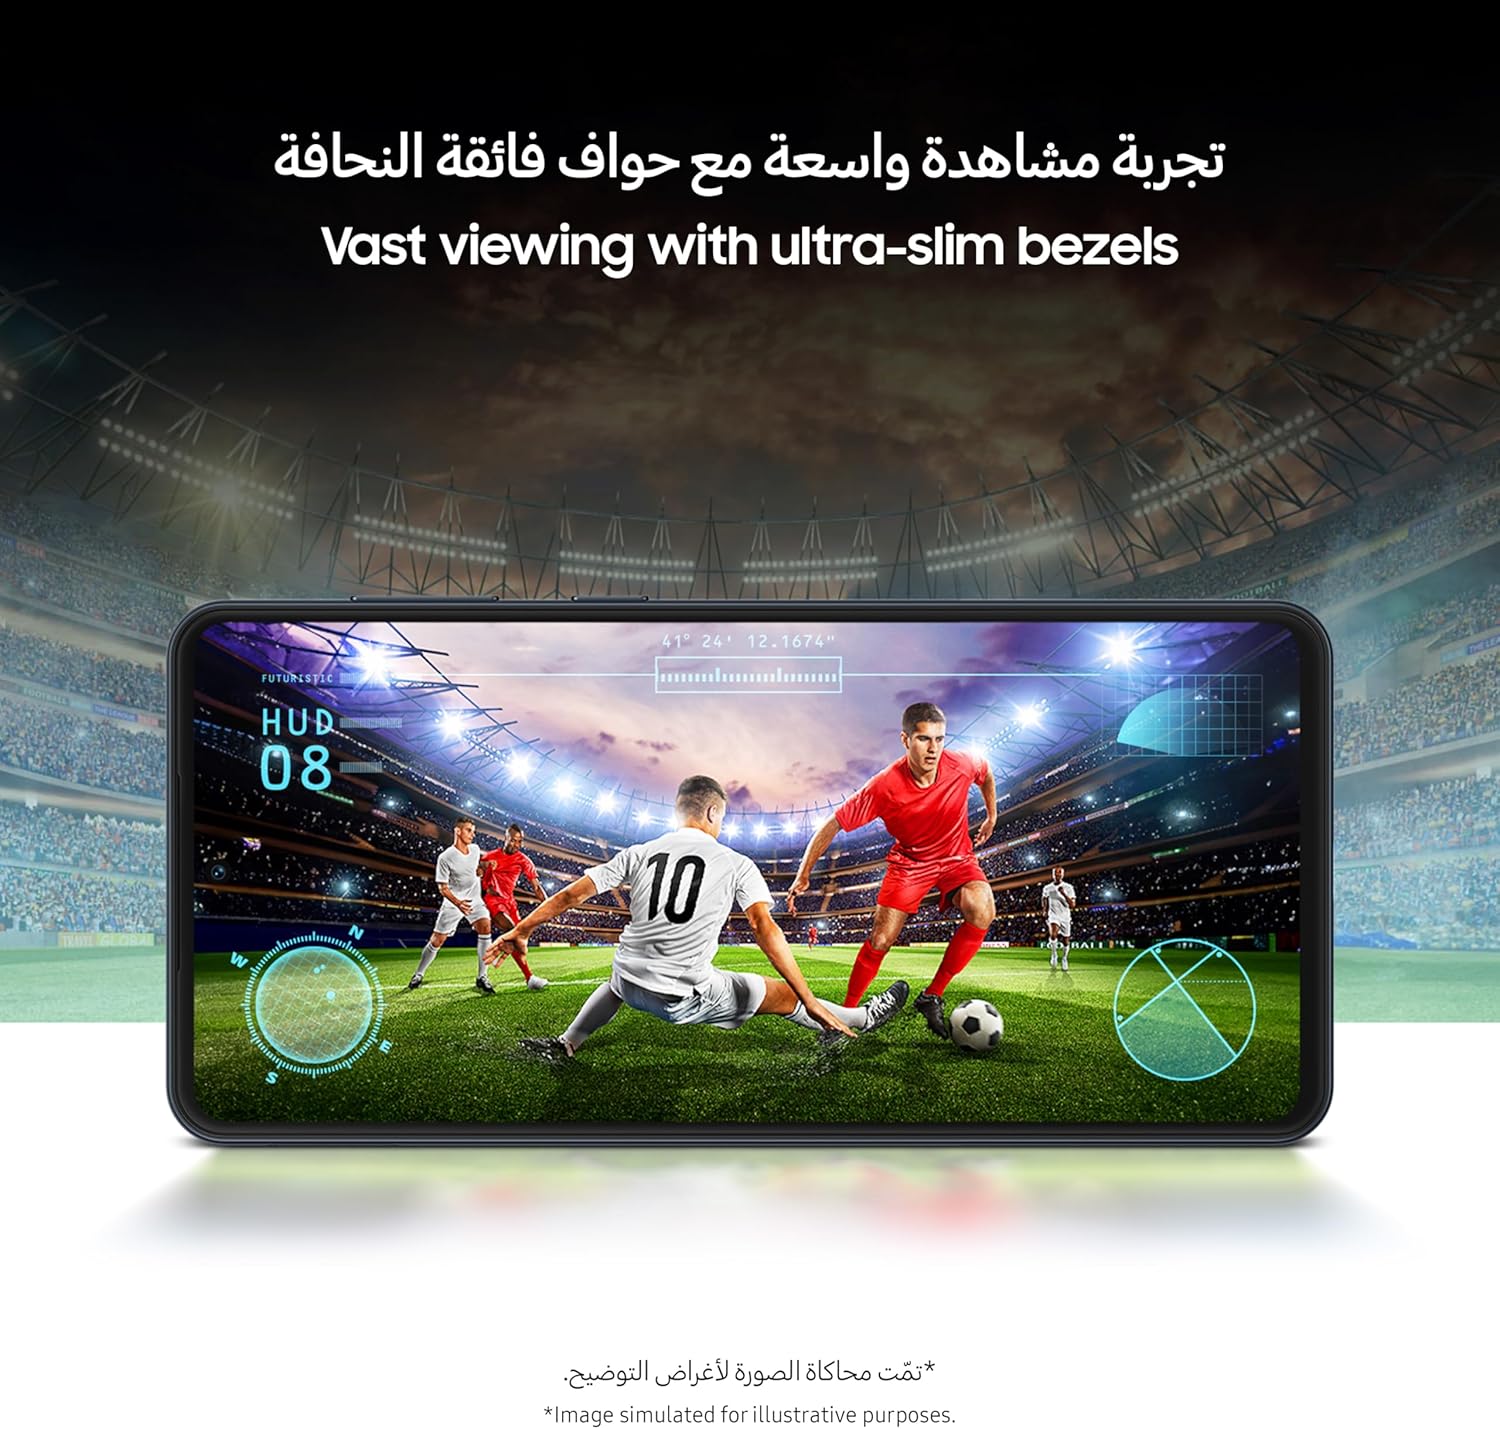 تجربة مشاهدة واسعة مع حواف فائقة النحافة
Vast viewing with ultra-slim bezels
41° 24' 12.1674"
FUTURISTIC
HUD
08
10
N
W
E
S
FOOTBALL
*تمّت محاكاة الصورة لأغراض التوضيح.
*Image simulated for illustrative purposes.